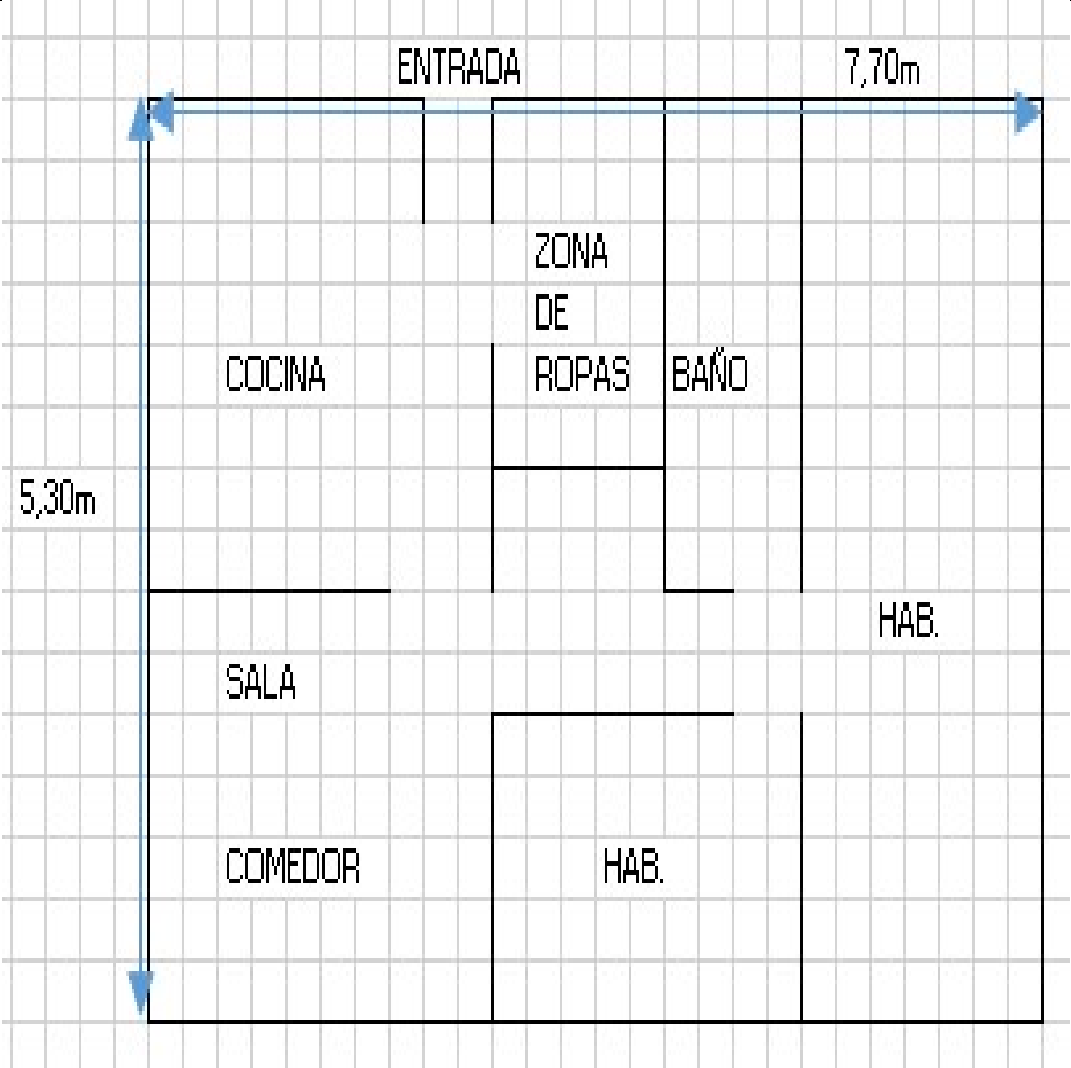 ENTRADA
7,70m
ZONA
DE
ROPAS
COCINA
BAÑO
5,30m
HAB.
SALA
COMEDOR
HAB.